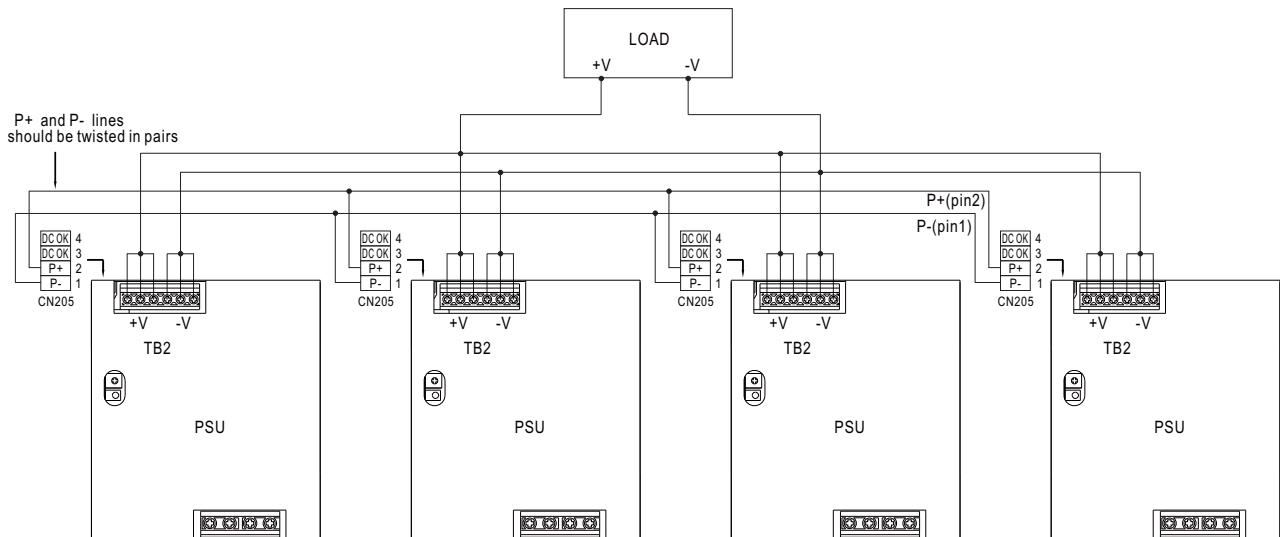 LOAD
+V -V
P+ and P- lines
should be twisted in pairs
P+(pin2)
P-(pin1)
DC OK 4
DC OK 3
P+ 2
P- 1
CN205
DC OK 4
DC OK 3
P+ 2
P- 1
CN205
DC OK 4
DC OK 3
P+ 2
P- 1
CN205
DC OK 4
DC OK 3
P+ 2
P- 1
CN205
+V -V
TB2
PSU
+V -V
TB2
PSU
+V -V
TB2
PSU
+V -V
TB2
PSU